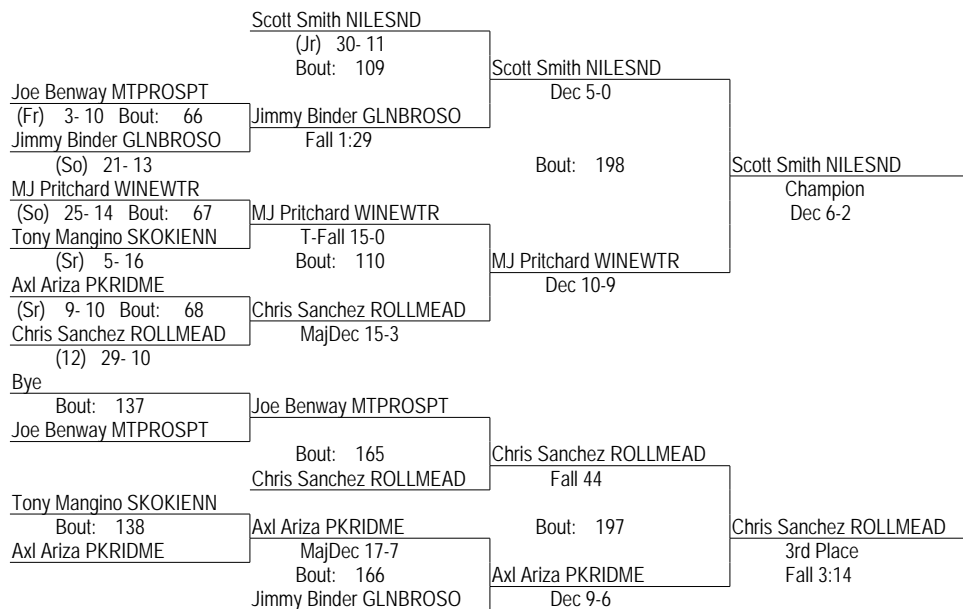 Scott Smith NILESND
(Jr) 30- 11
Bout: 109
Scott Smith NILESND
Dec 5-0
Joe Benway MTPROSPT
(Fr) 3- 10 Bout: 66
Jimmy Binder GLNBROSO
Jimmy Binder GLNBROSO
Fall 1:29
(So) 21- 13
Bout: 198
Scott Smith NILESND
Champion
Dec 6-2
MJ Pritchard WINEWTR
(So) 25- 14 Bout: 67
MJ Pritchard WINEWTR
Tony Mangino SKOKIENN
T-Fall 15-0
(Sr) 5- 16
Bout: 110
MJ Pritchard WINEWTR
Dec 10-9
Axl Ariza PKRIDME
(Sr) 9- 10 Bout: 68
Chris Sanchez ROLLMEAD
Chris Sanchez ROLLMEAD
MajDec 15-3
(12) 29- 10
Bye
Bout: 137
Joe Benway MTPROSPT
Joe Benway MTPROSPT
Bout: 165
Chris Sanchez ROLLMEAD
Chris Sanchez ROLLMEAD
Fall 44
Tony Mangino SKOKIENN
Bout: 138
Axl Ariza PKRIDME
Axl Ariza PKRIDME
MajDec 17-7
Bout: 197
Chris Sanchez ROLLMEAD
3rd Place
Fall 3:14
Bout: 166
Axl Ariza PKRIDME
Jimmy Binder GLNBROSO
Dec 9-6